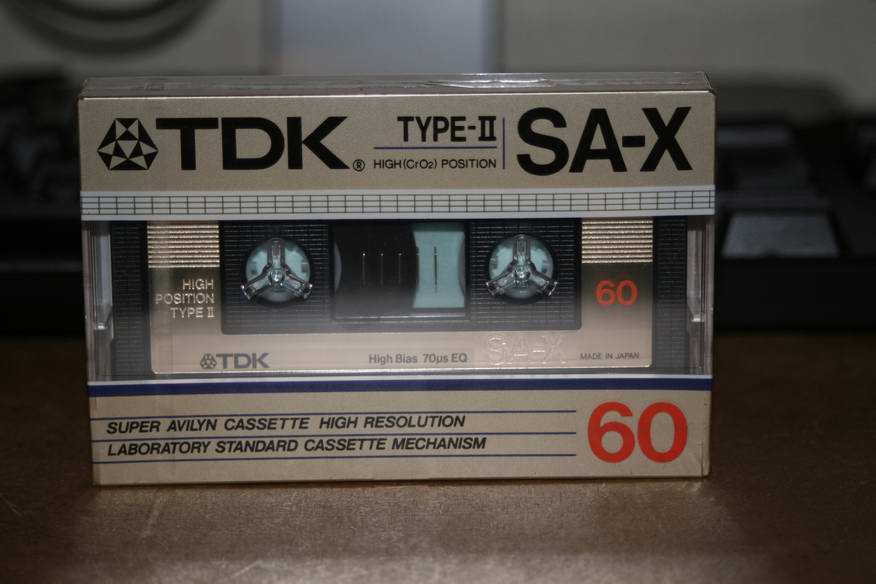 TDK® TYPE-II SA-X
HIGH (CrO2) POSITION
HIGH
POSITION
TYPE II
60
TDK High Bias 70µs EQ SA-X MADE IN JAPAN
SUPER AVILYN CASSETTE HIGH RESOLUTION
LABORATORY STANDARD CASSETTE MECHANISM
60